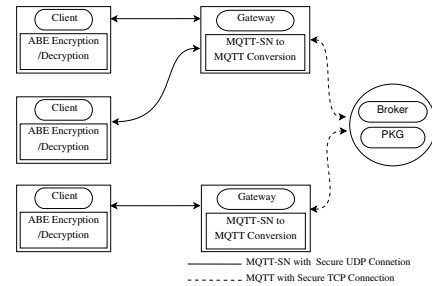 Client
ABE Encryption
/Decryption
Gateway
MQTT-SN to
MQTT Conversion
Client
ABE Encryption
/Decryption
Broker
PKG
Client
ABE Encryption
/Decryption
Gateway
MQTT-SN to
MQTT Conversion
MQTT-SN with Secure UDP Connetion
MQTT with Secure TCP Connection